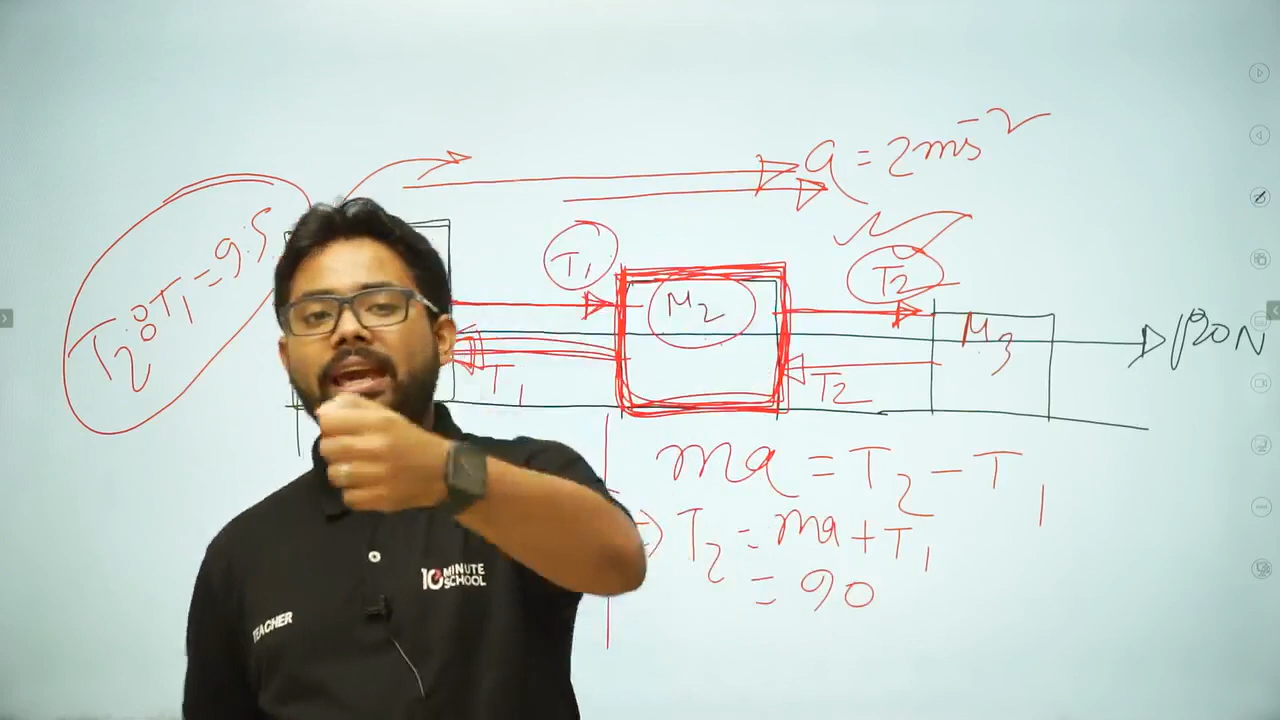 a = 2ms⁻²
T₂ : T₁ = 9:5
T₁
M₂
T₂
M₃
120N
T₁
T₂
ma = T₂ - T₁
⇒ T₂ = ma + T₁
= 90
10 MINUTE SCHOOL
TEACHER